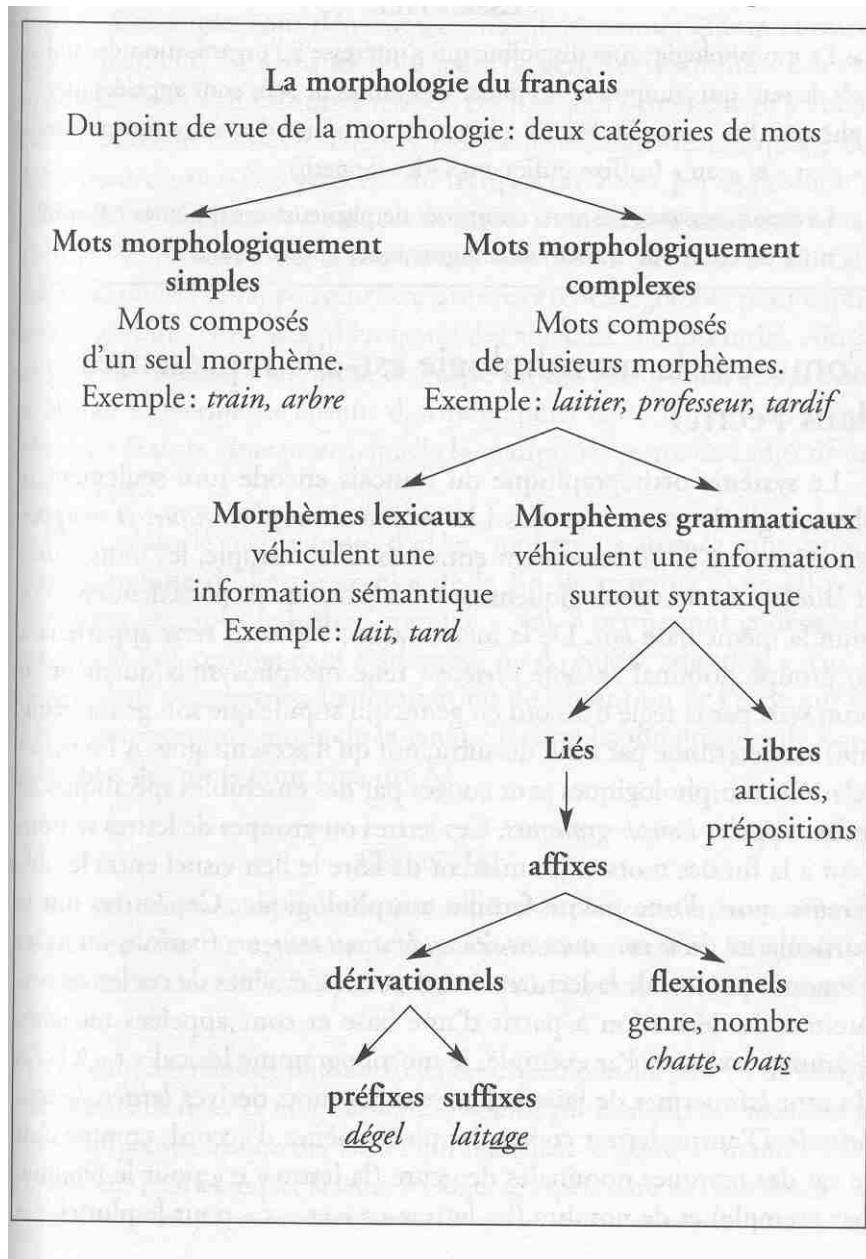 La morphologie du français
Du point de vue de la morphologie : deux catégories de mots
Mots morphologiquement
simples
Mots composés
d'un seul morphème.
Exemple : train, arbre
Mots morphologiquement
complexes
Mots composés
de plusieurs morphèmes.
Exemple : laitier, professeur, tardif
Morphèmes lexicaux
véhiculent une
information sémantique
Exemple : lait, tard
Morphèmes grammaticaux
véhiculent une information
surtout syntaxique
Liés
Libres
articles,
prépositions
affixes
dérivationnels
flexionnels
genre, nombre
chatte, chats
préfixes
dégel
suffixes
laitage